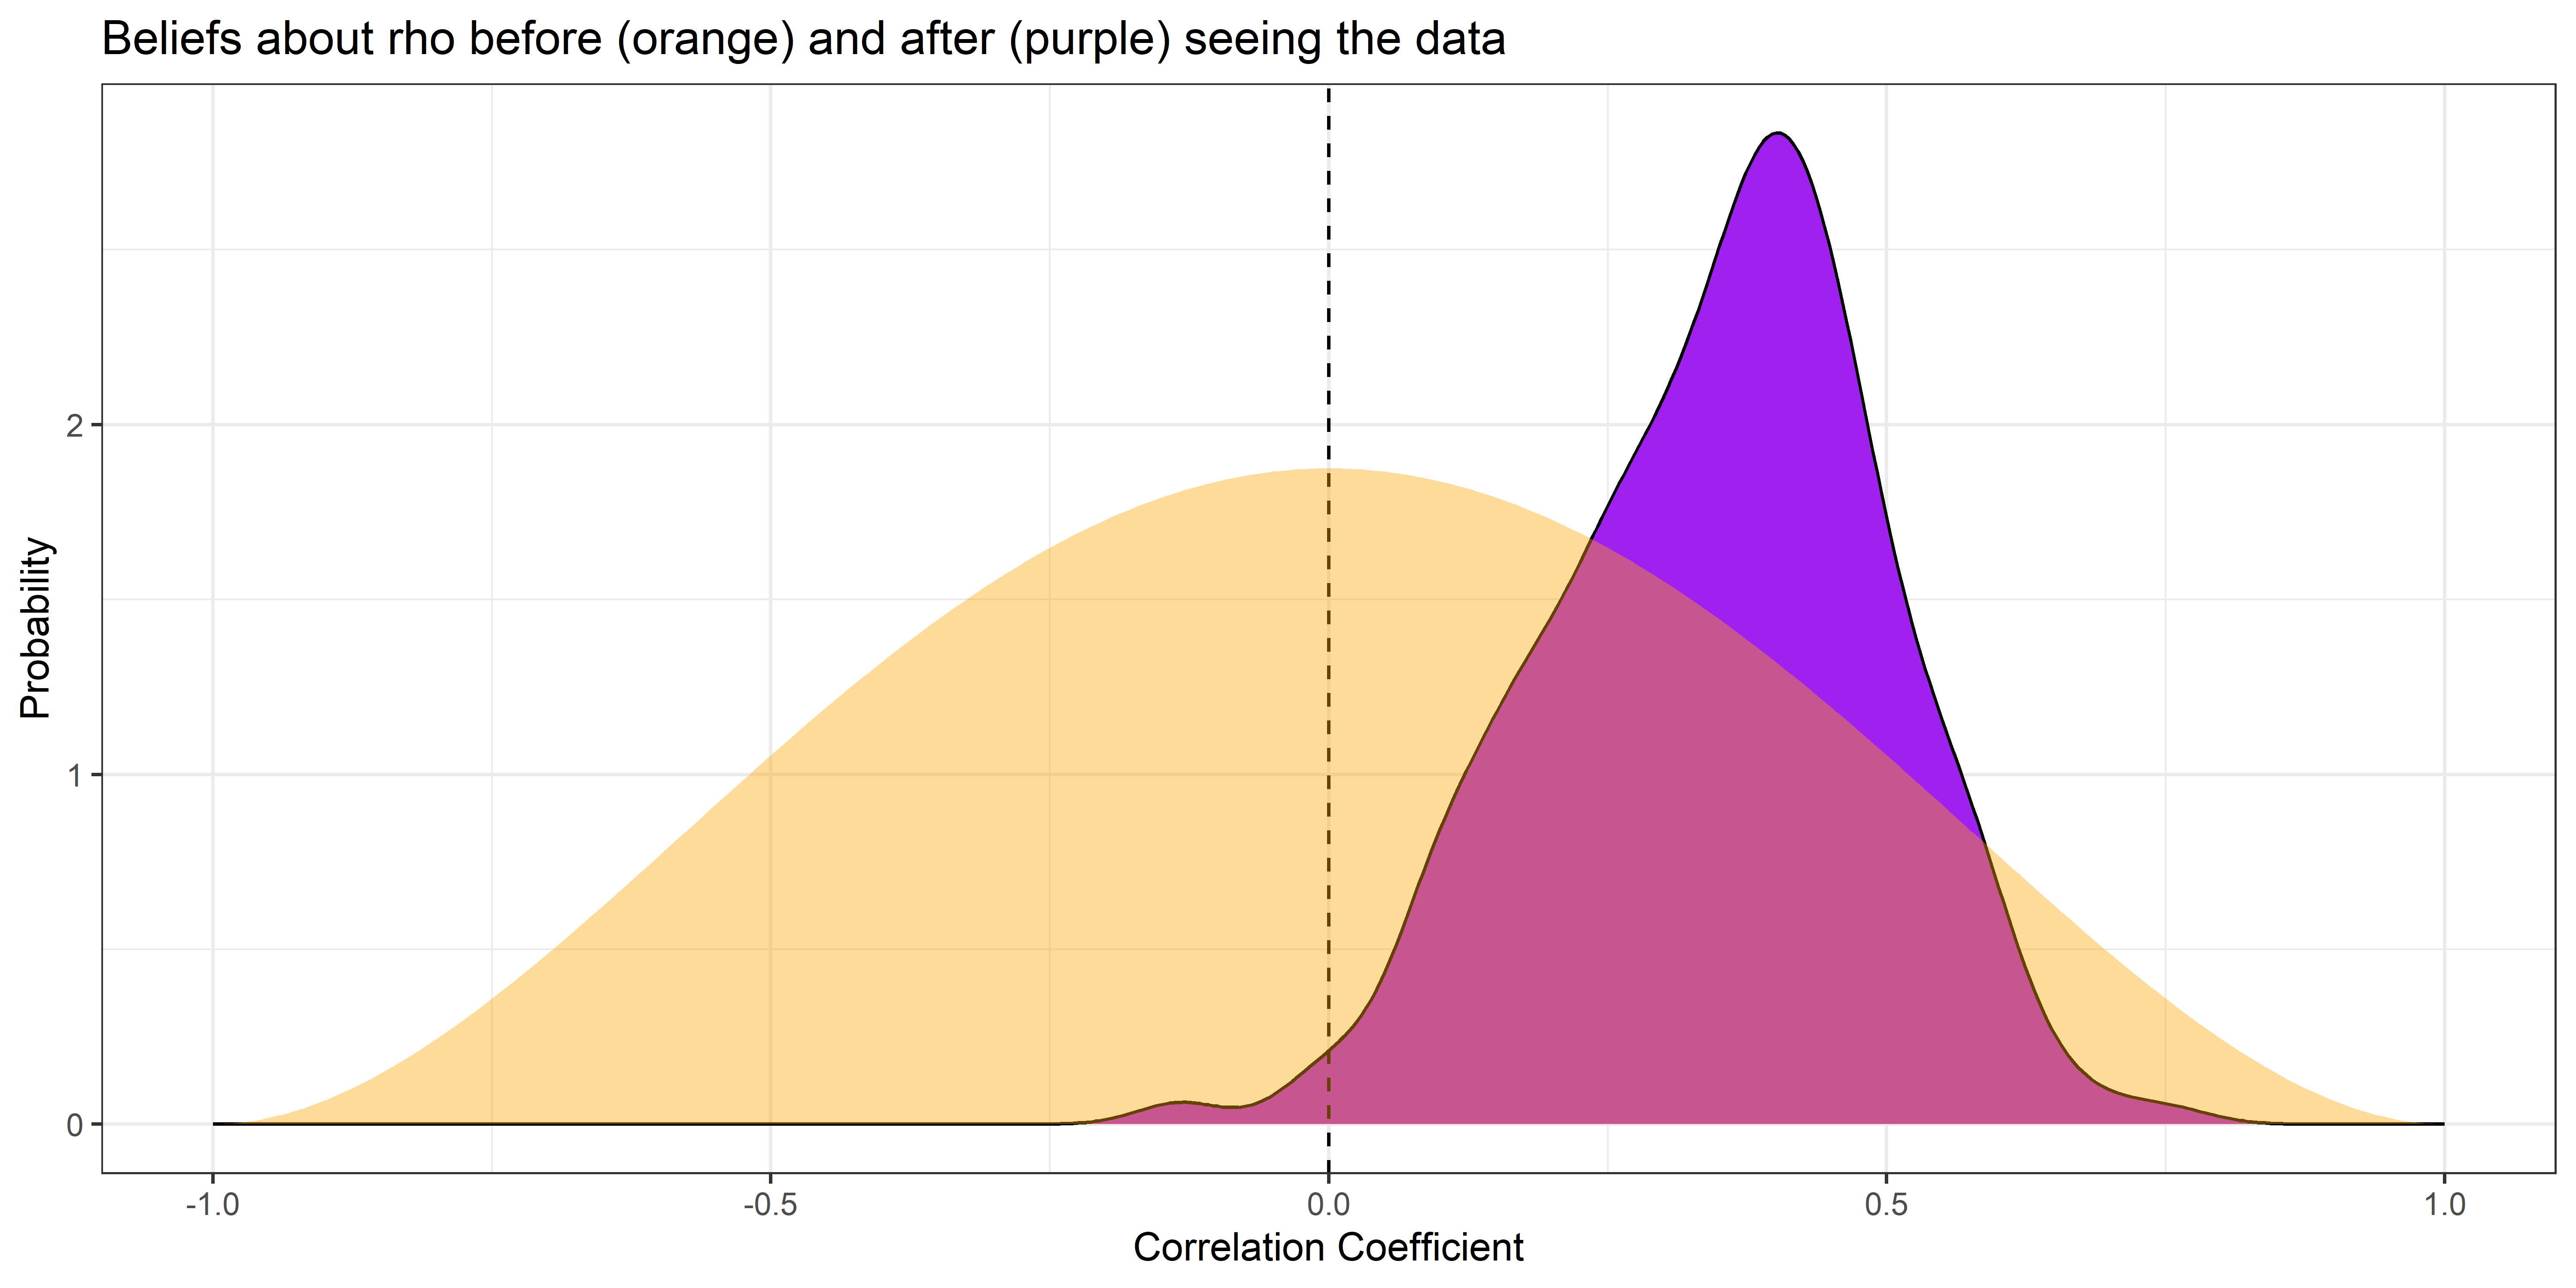 Beliefs about rho before (orange) and after (purple) seeing the data
Probability
2
1
0
-1.0
-0.5
0.0
0.5
1.0
Correlation Coefficient